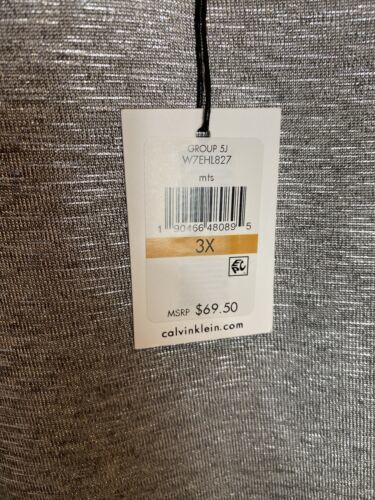 GROUP 5J
W7EHL827
mts
1 90466 48089 5
3X
MSRP $69.50
calvinklein.com